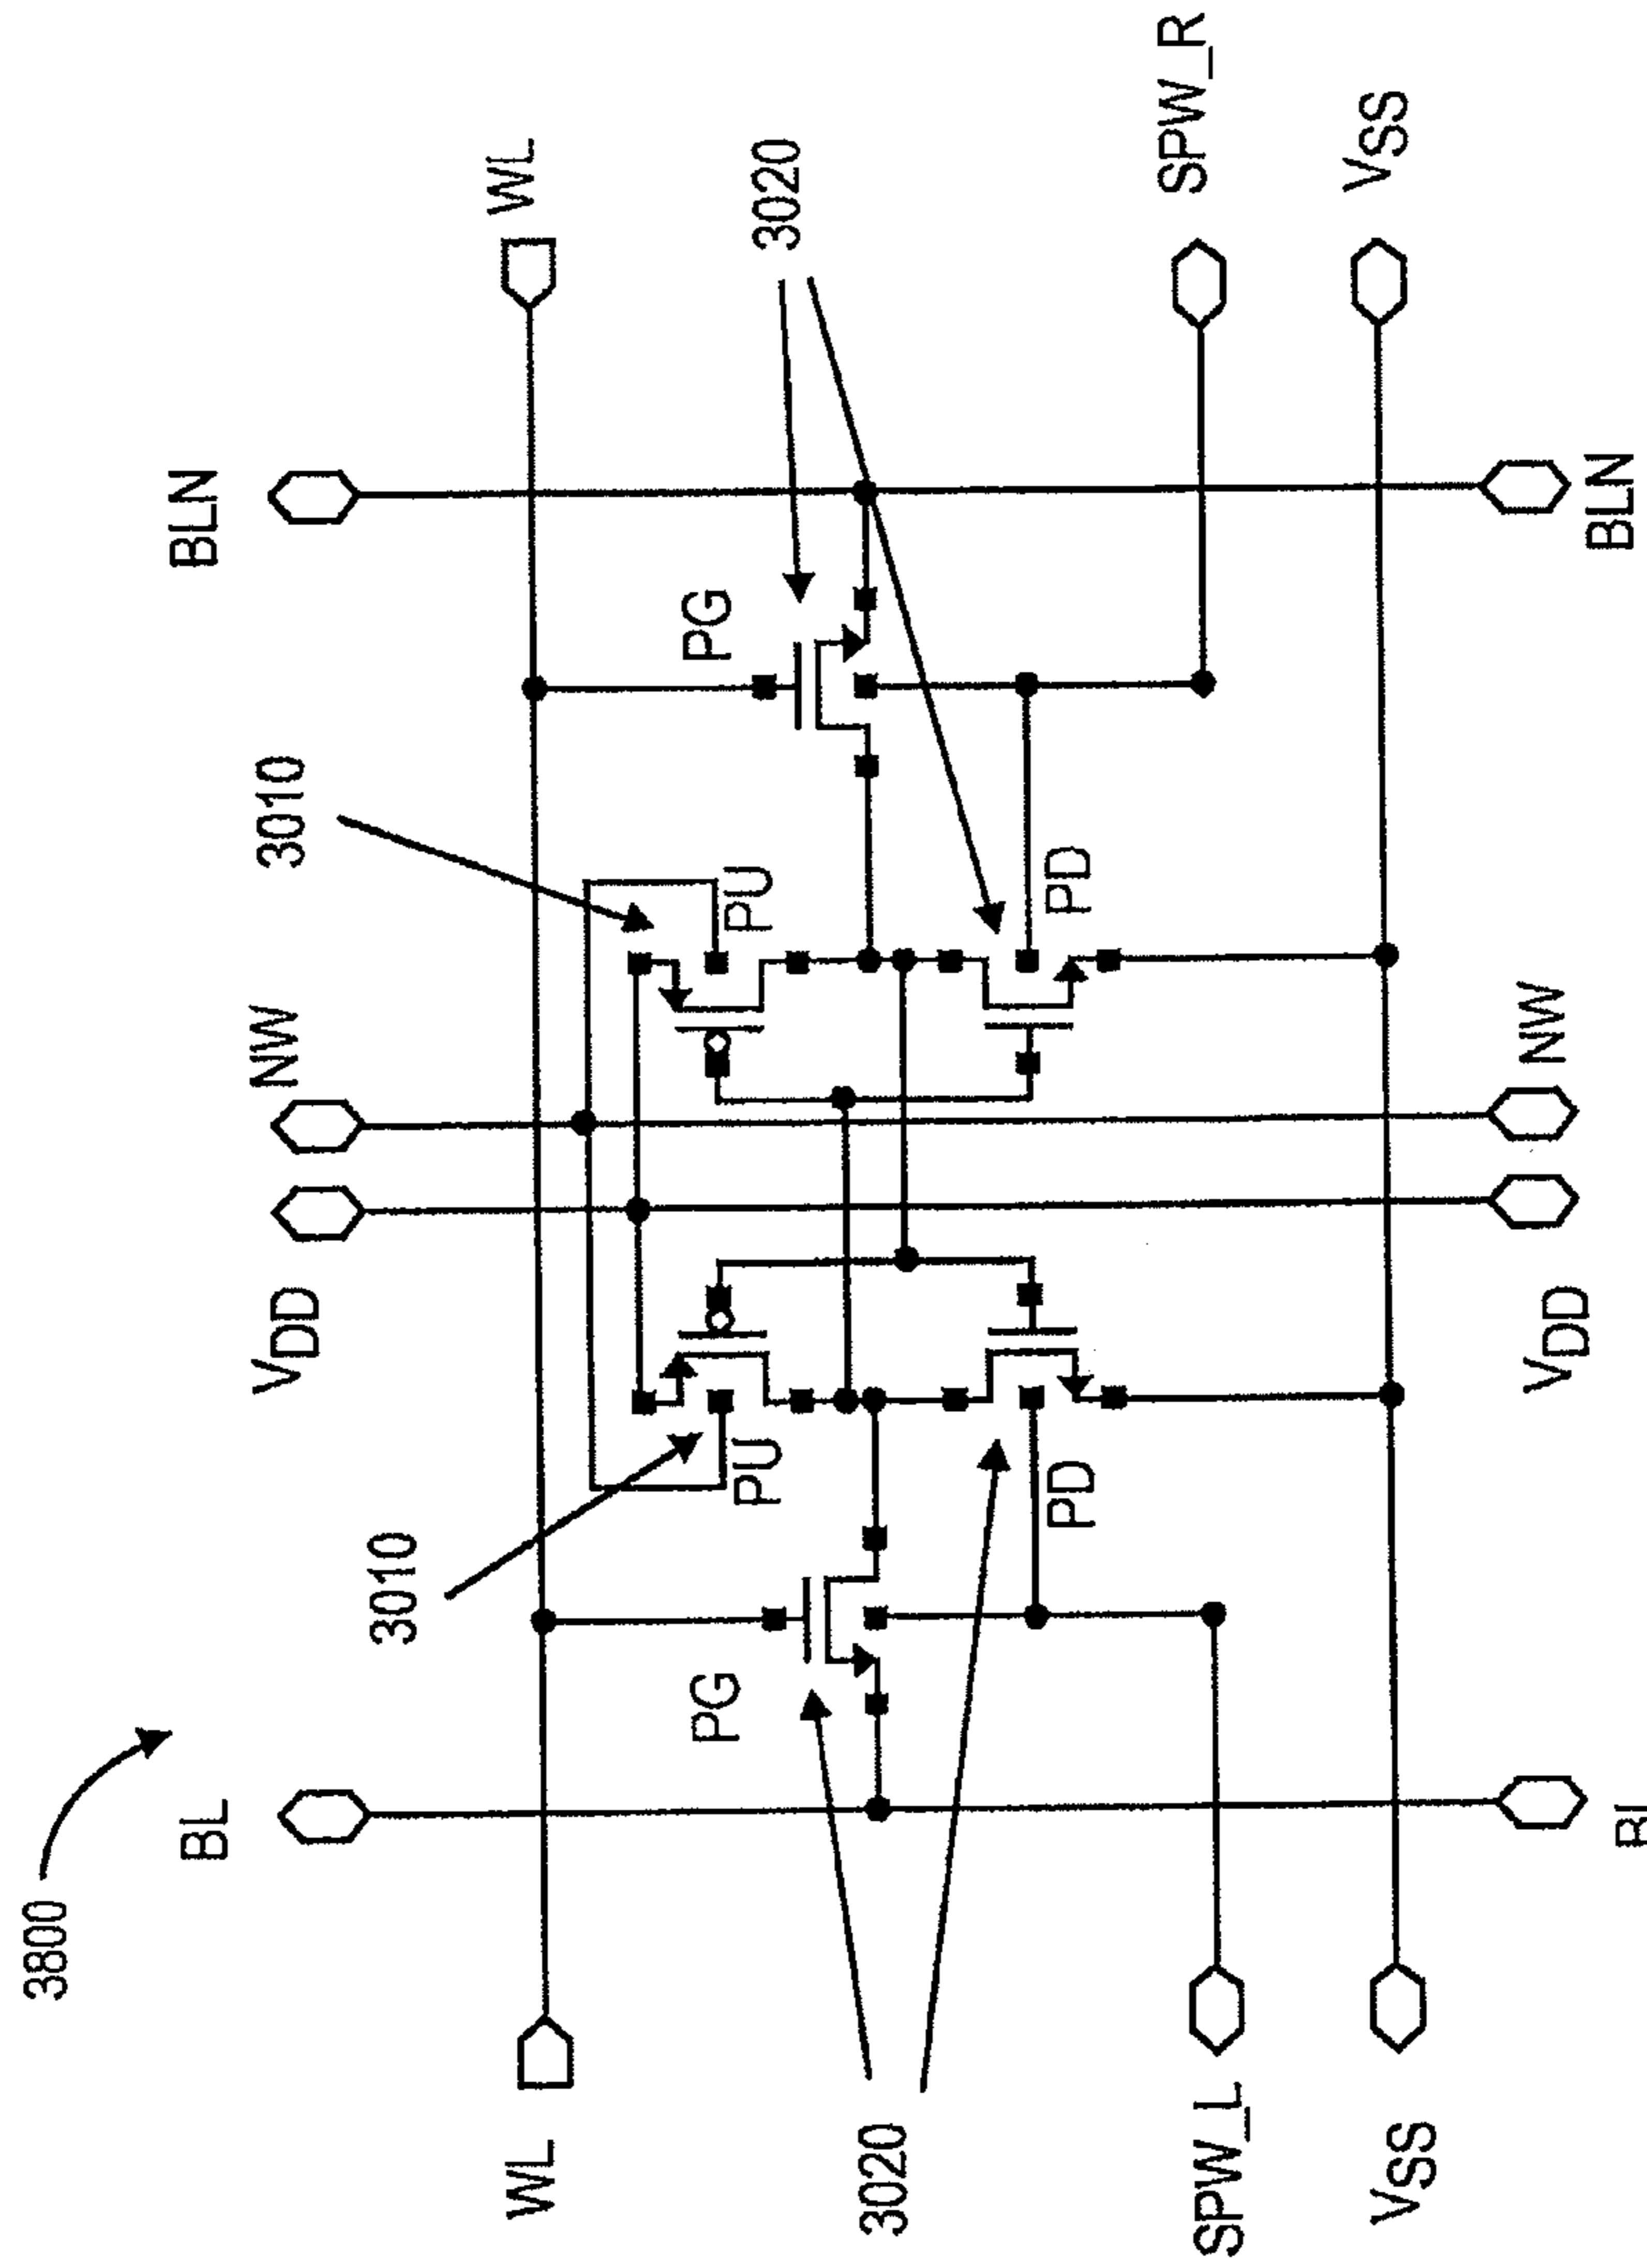 3800
BL
BLN
VDD
NW
3010
3010
WL
WL
PG
PU
PU
PG
3020
3020
PD
PD
SPW_L
SPW_R
VSS
VSS
VDD
NW
BL
BLN